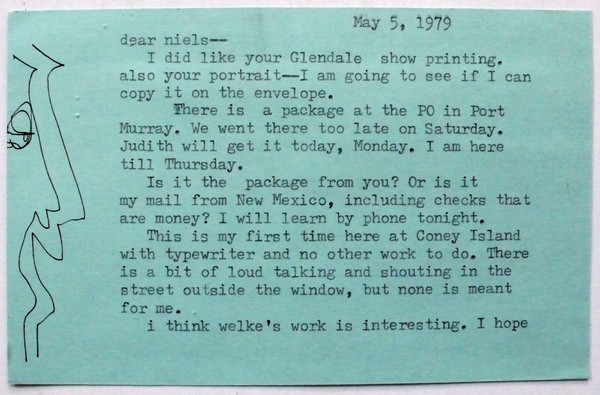 May 5, 1979
dear niels--
I did like your Glendale show printing.
also your portrait--I am going to see if I can
copy it on the envelope.
There is a package at the PO in Port
Murray. We went there too late on Saturday.
Judith will get it today, Monday. I am here
till Thursday.
Is it the package from you? Or is it
my mail from New Mexico, including checks that
are money? I will learn by phone tonight.
This is my first time here at Coney Island
with typewriter and no other work to do. There
is a bit of loud talking and shouting in the
street outside the window, but none is meant
for me.
i think welke's work is interesting. I hope